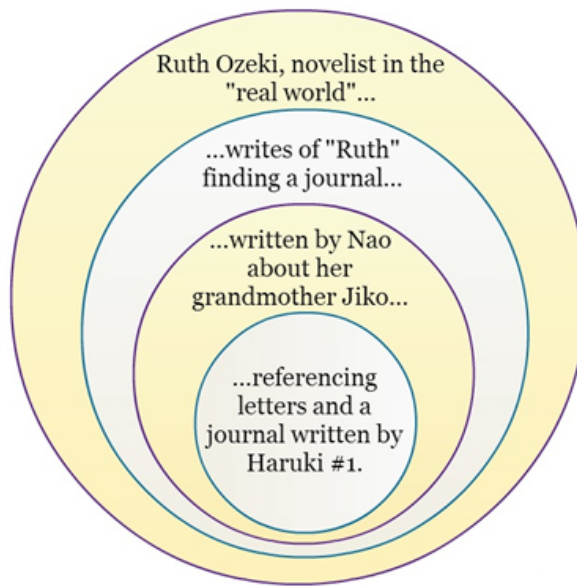 Ruth Ozeki, novelist in the
"real world"...
...writes of "Ruth"
finding a journal...
...written by Nao
about her
grandmother Jiko...
...referencing
letters and a
journal written by
Haruki #1.